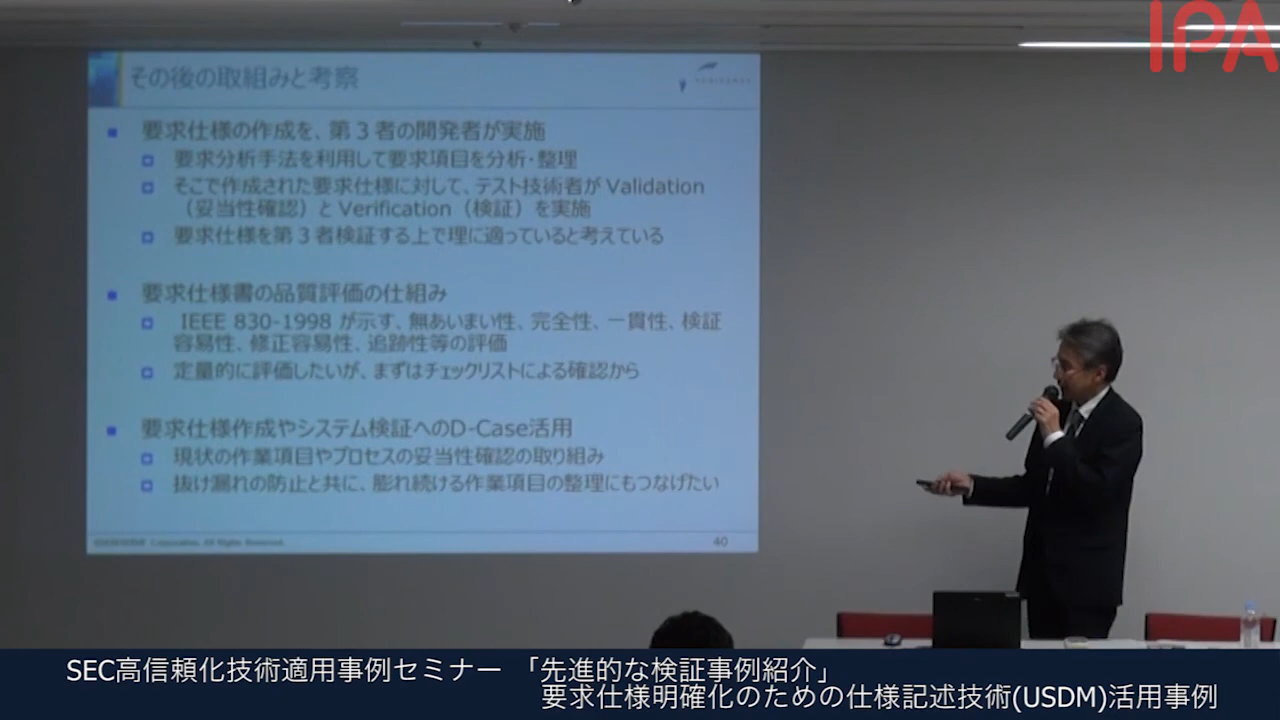 IPA
その後の取組みと考察
要求仕様の作成を、第３者の開発者が実施
要求分析手法を利用して要求項目を分析・整理
そこで作成された要求仕様に対して、テスト技術者が Validation
（妥当性確認）と Verification（検証）を実施
要求仕様を第３者検証する上で理に適っていると考えている
要求仕様書の品質評価の仕組み
IEEE 830-1998 が示す、無あいまい性、完全性、一貫性、検証
容易性、修正容易性、追跡性等の評価
定量的に評価したいが、まずはチェックリストによる確認から
要求仕様作成やシステム検証へのD-Case活用
現状の作業項目やプロセスの妥当性確認の取り組み
抜け漏れの防止と共に、膨れ続ける作業項目の整理にもつなげたい
Corporation. All Rights Reserved.
40
SEC高信頼化技術適用事例セミナー 「先進的な検証事例紹介」
要求仕様明確化のための仕様記述技術(USDM)活用事例